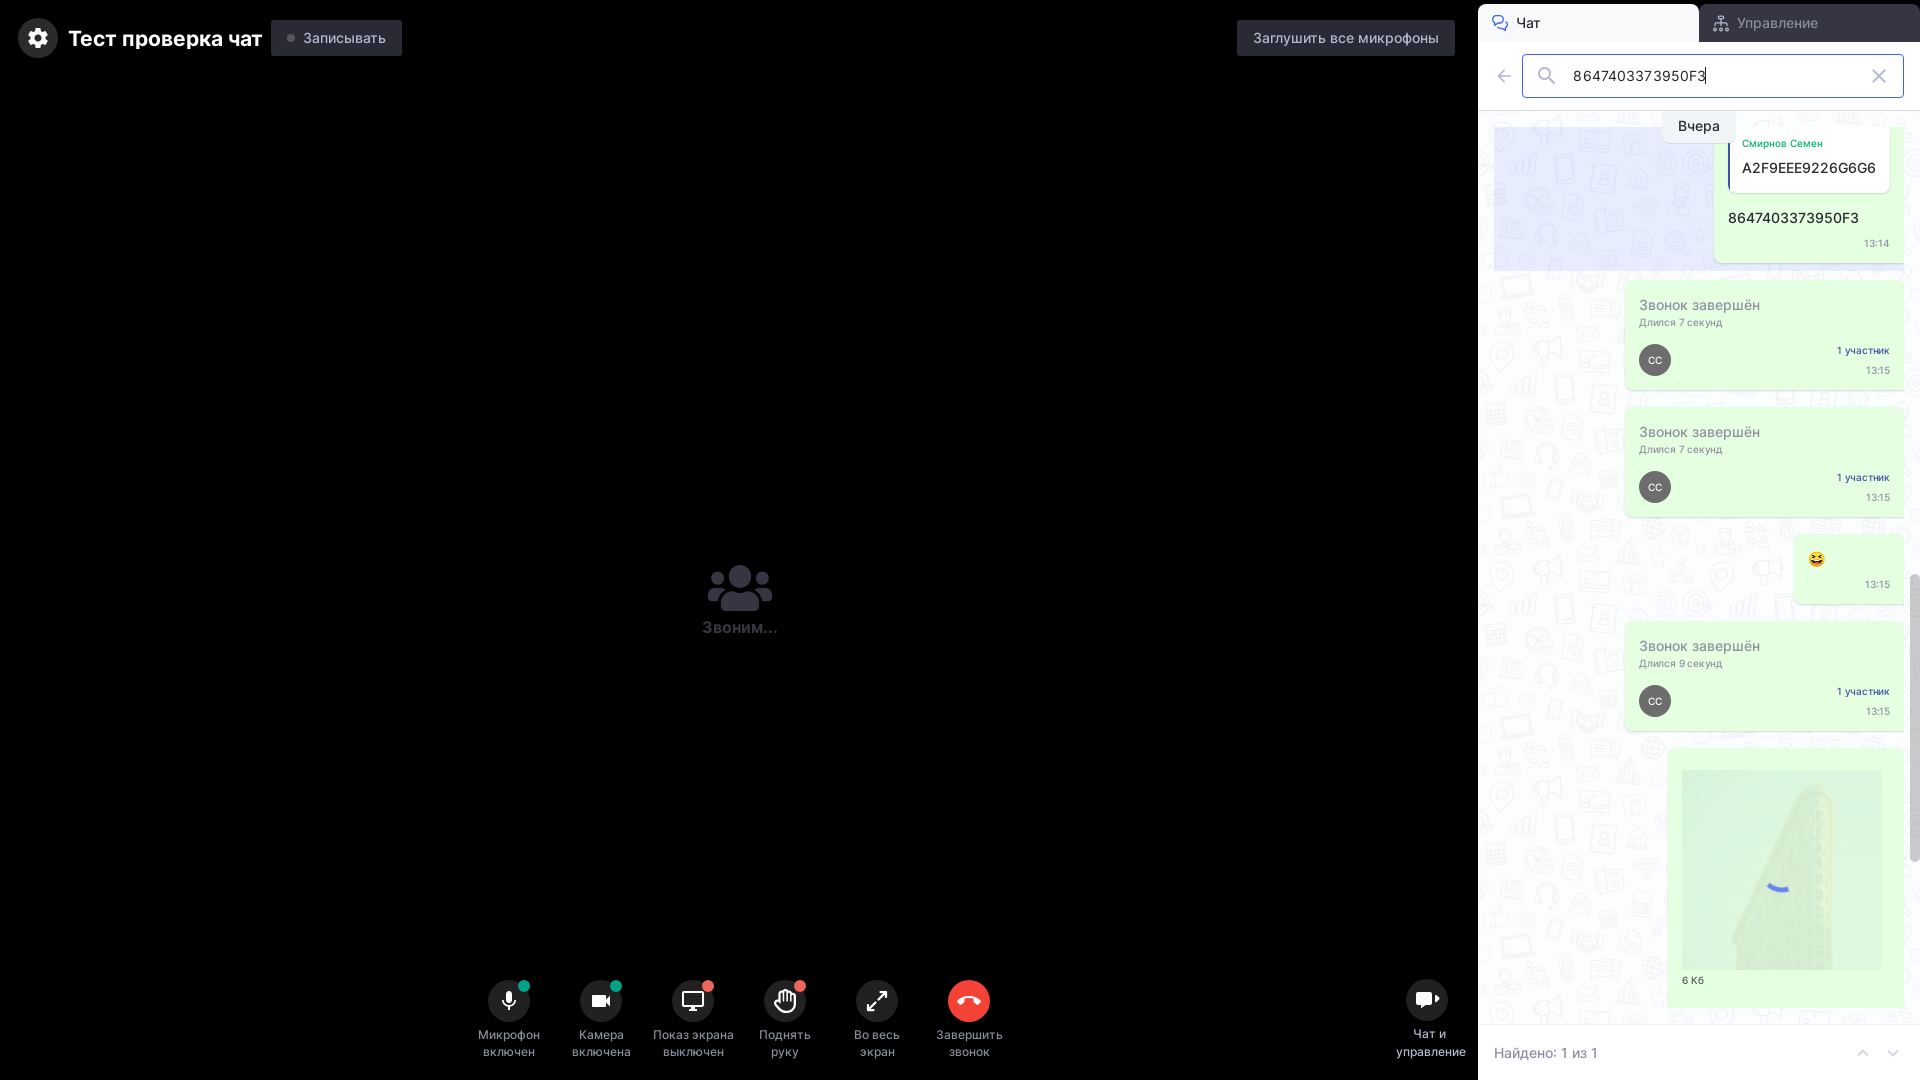 Тест проверка чат
Записывать
Заглушить все микрофоны
Чат
Управление
8647403373950F3
Вчера
Смирнов Семен
A2F9EEE9226G6G6
8647403373950F3
13:14
Звонок завершён
Длился 7 секунд
СС
1 участник
13:15
Звонок завершён
Длился 7 секунд
СС
1 участник
13:15
13:15
Звонок завершён
Длился 9 секунд
СС
1 участник
13:15
6 Кб
Звоним...
Микрофон
включен
Камера
включена
Показ экрана
выключен
Поднять
руку
Во весь
экран
Завершить
звонок
Чат и
управление
Найдено: 1 из 1